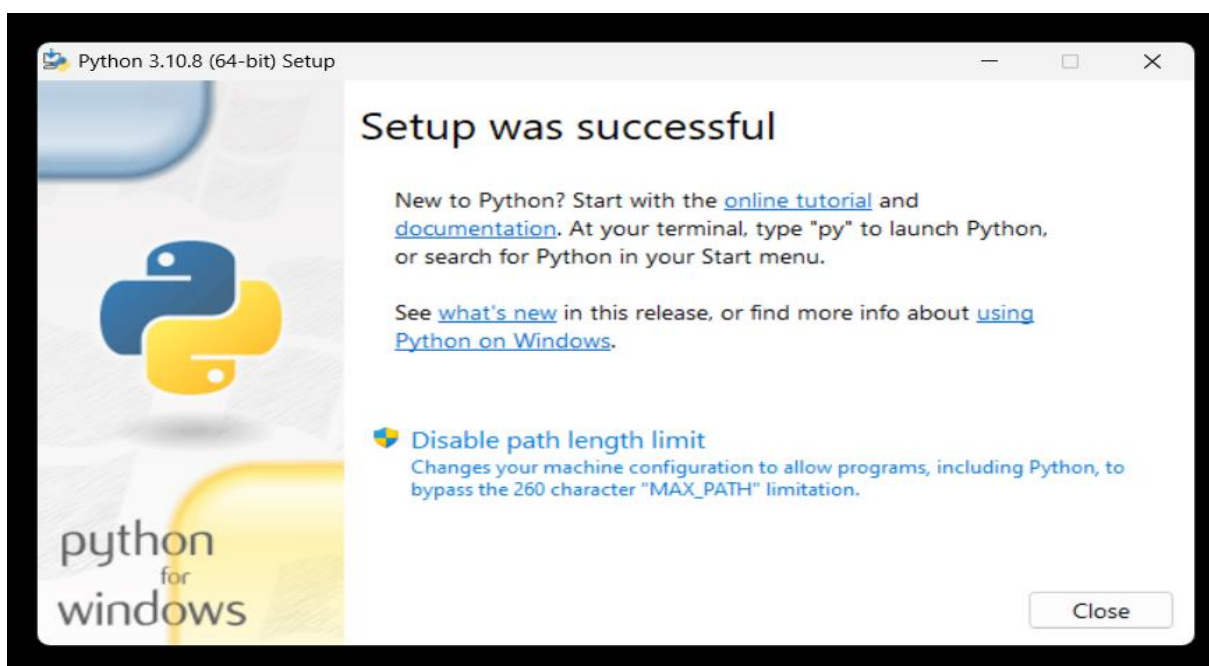 Python 3.10.8 (64-bit) Setup
Setup was successful
New to Python? Start with the online tutorial and
documentation. At your terminal, type "py" to launch Python,
or search for Python in your Start menu.
See what's new in this release, or find more info about using
Python on Windows.
Disable path length limit
Changes your machine configuration to allow programs, including Python, to
bypass the 260 character "MAX_PATH" limitation.
python
for
windows
Close